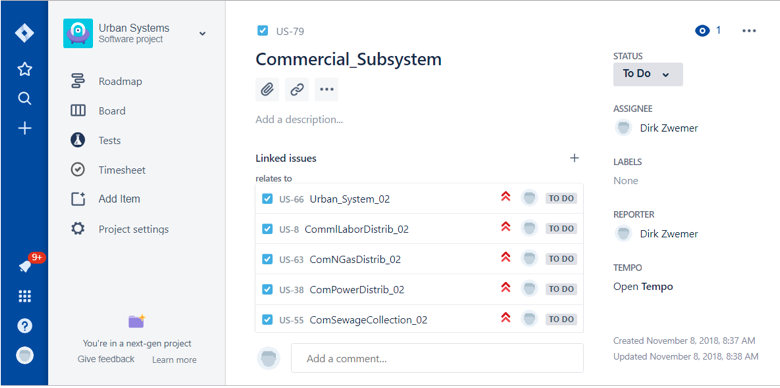 Urban Systems
Software project
Roadmap
Board
Tests
Timesheet
Add Item
Project settings
You're in a next-gen project
Give feedback Learn more
9+
US-79
1
Commercial_Subsystem
Add a description...
Linked issues
relates to
US-66 Urban_System_02 TO DO
US-8 CommlLaborDistrib_02 TO DO
US-63 ComNGasDistrib_02 TO DO
US-38 ComPowerDistrib_02 TO DO
US-55 ComSewageCollection_02 TO DO
Add a comment...
STATUS
To Do
ASSIGNEE
Dirk Zwemer
LABELS
None
REPORTER
Dirk Zwemer
TEMPO
Open Tempo
Created November 8, 2018, 8:37 AM
Updated November 8, 2018, 8:38 AM